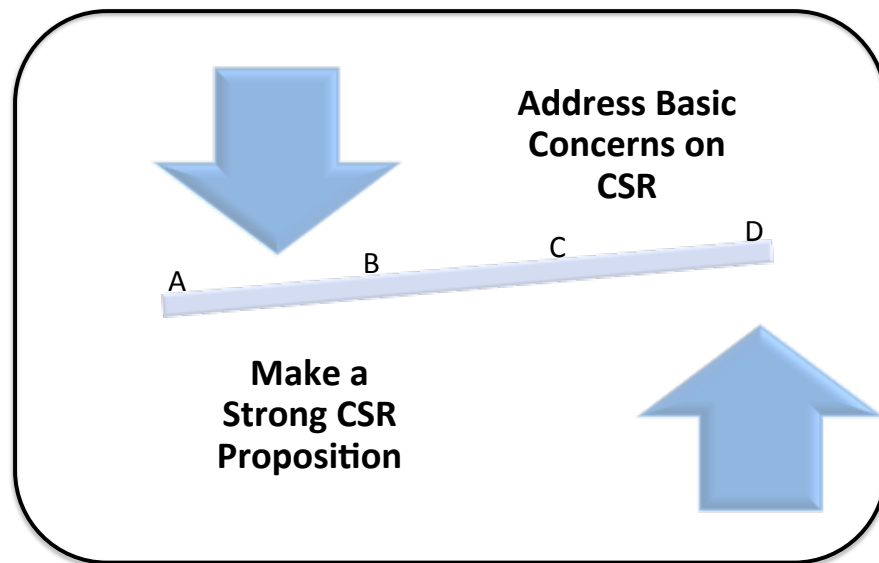 Address Basic
Concerns on
CSR
D
C
B
A
Make a
Strong CSR
Proposition